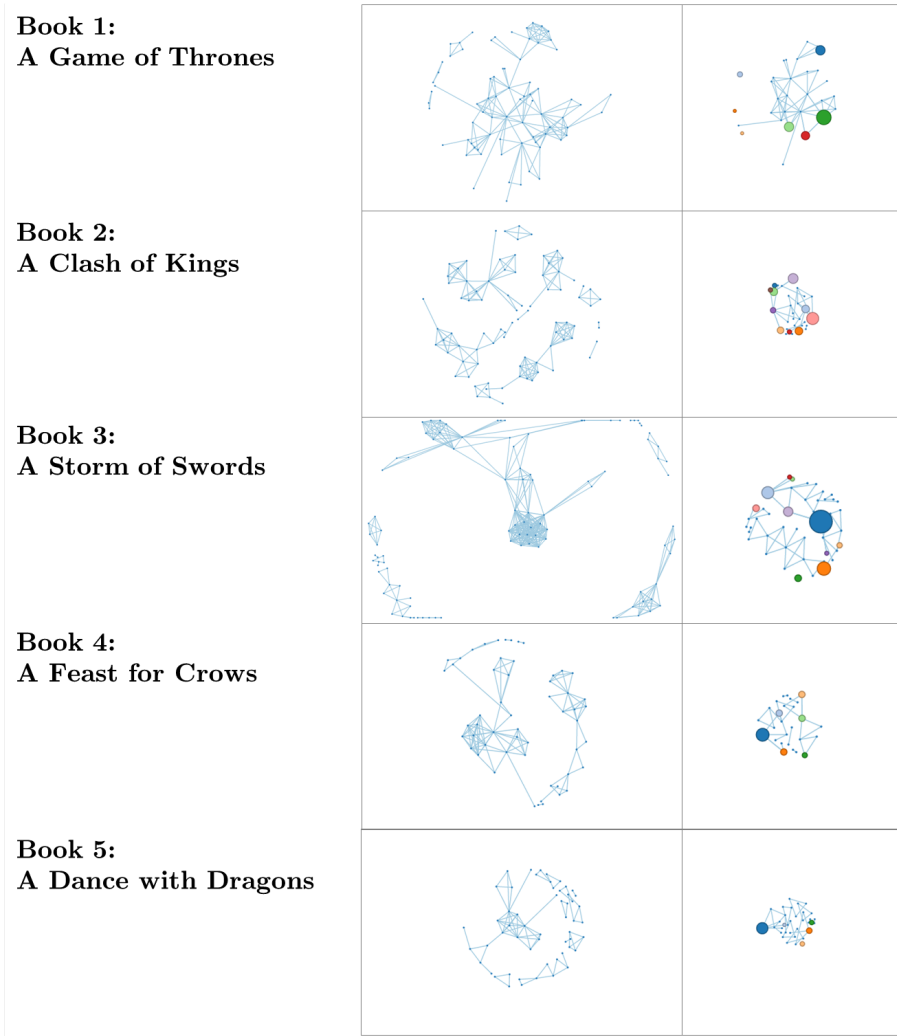 Book 1:
A Game of Thrones
Book 2:
A Clash of Kings
Book 3:
A Storm of Swords
Book 4:
A Feast for Crows
Book 5:
A Dance with Dragons